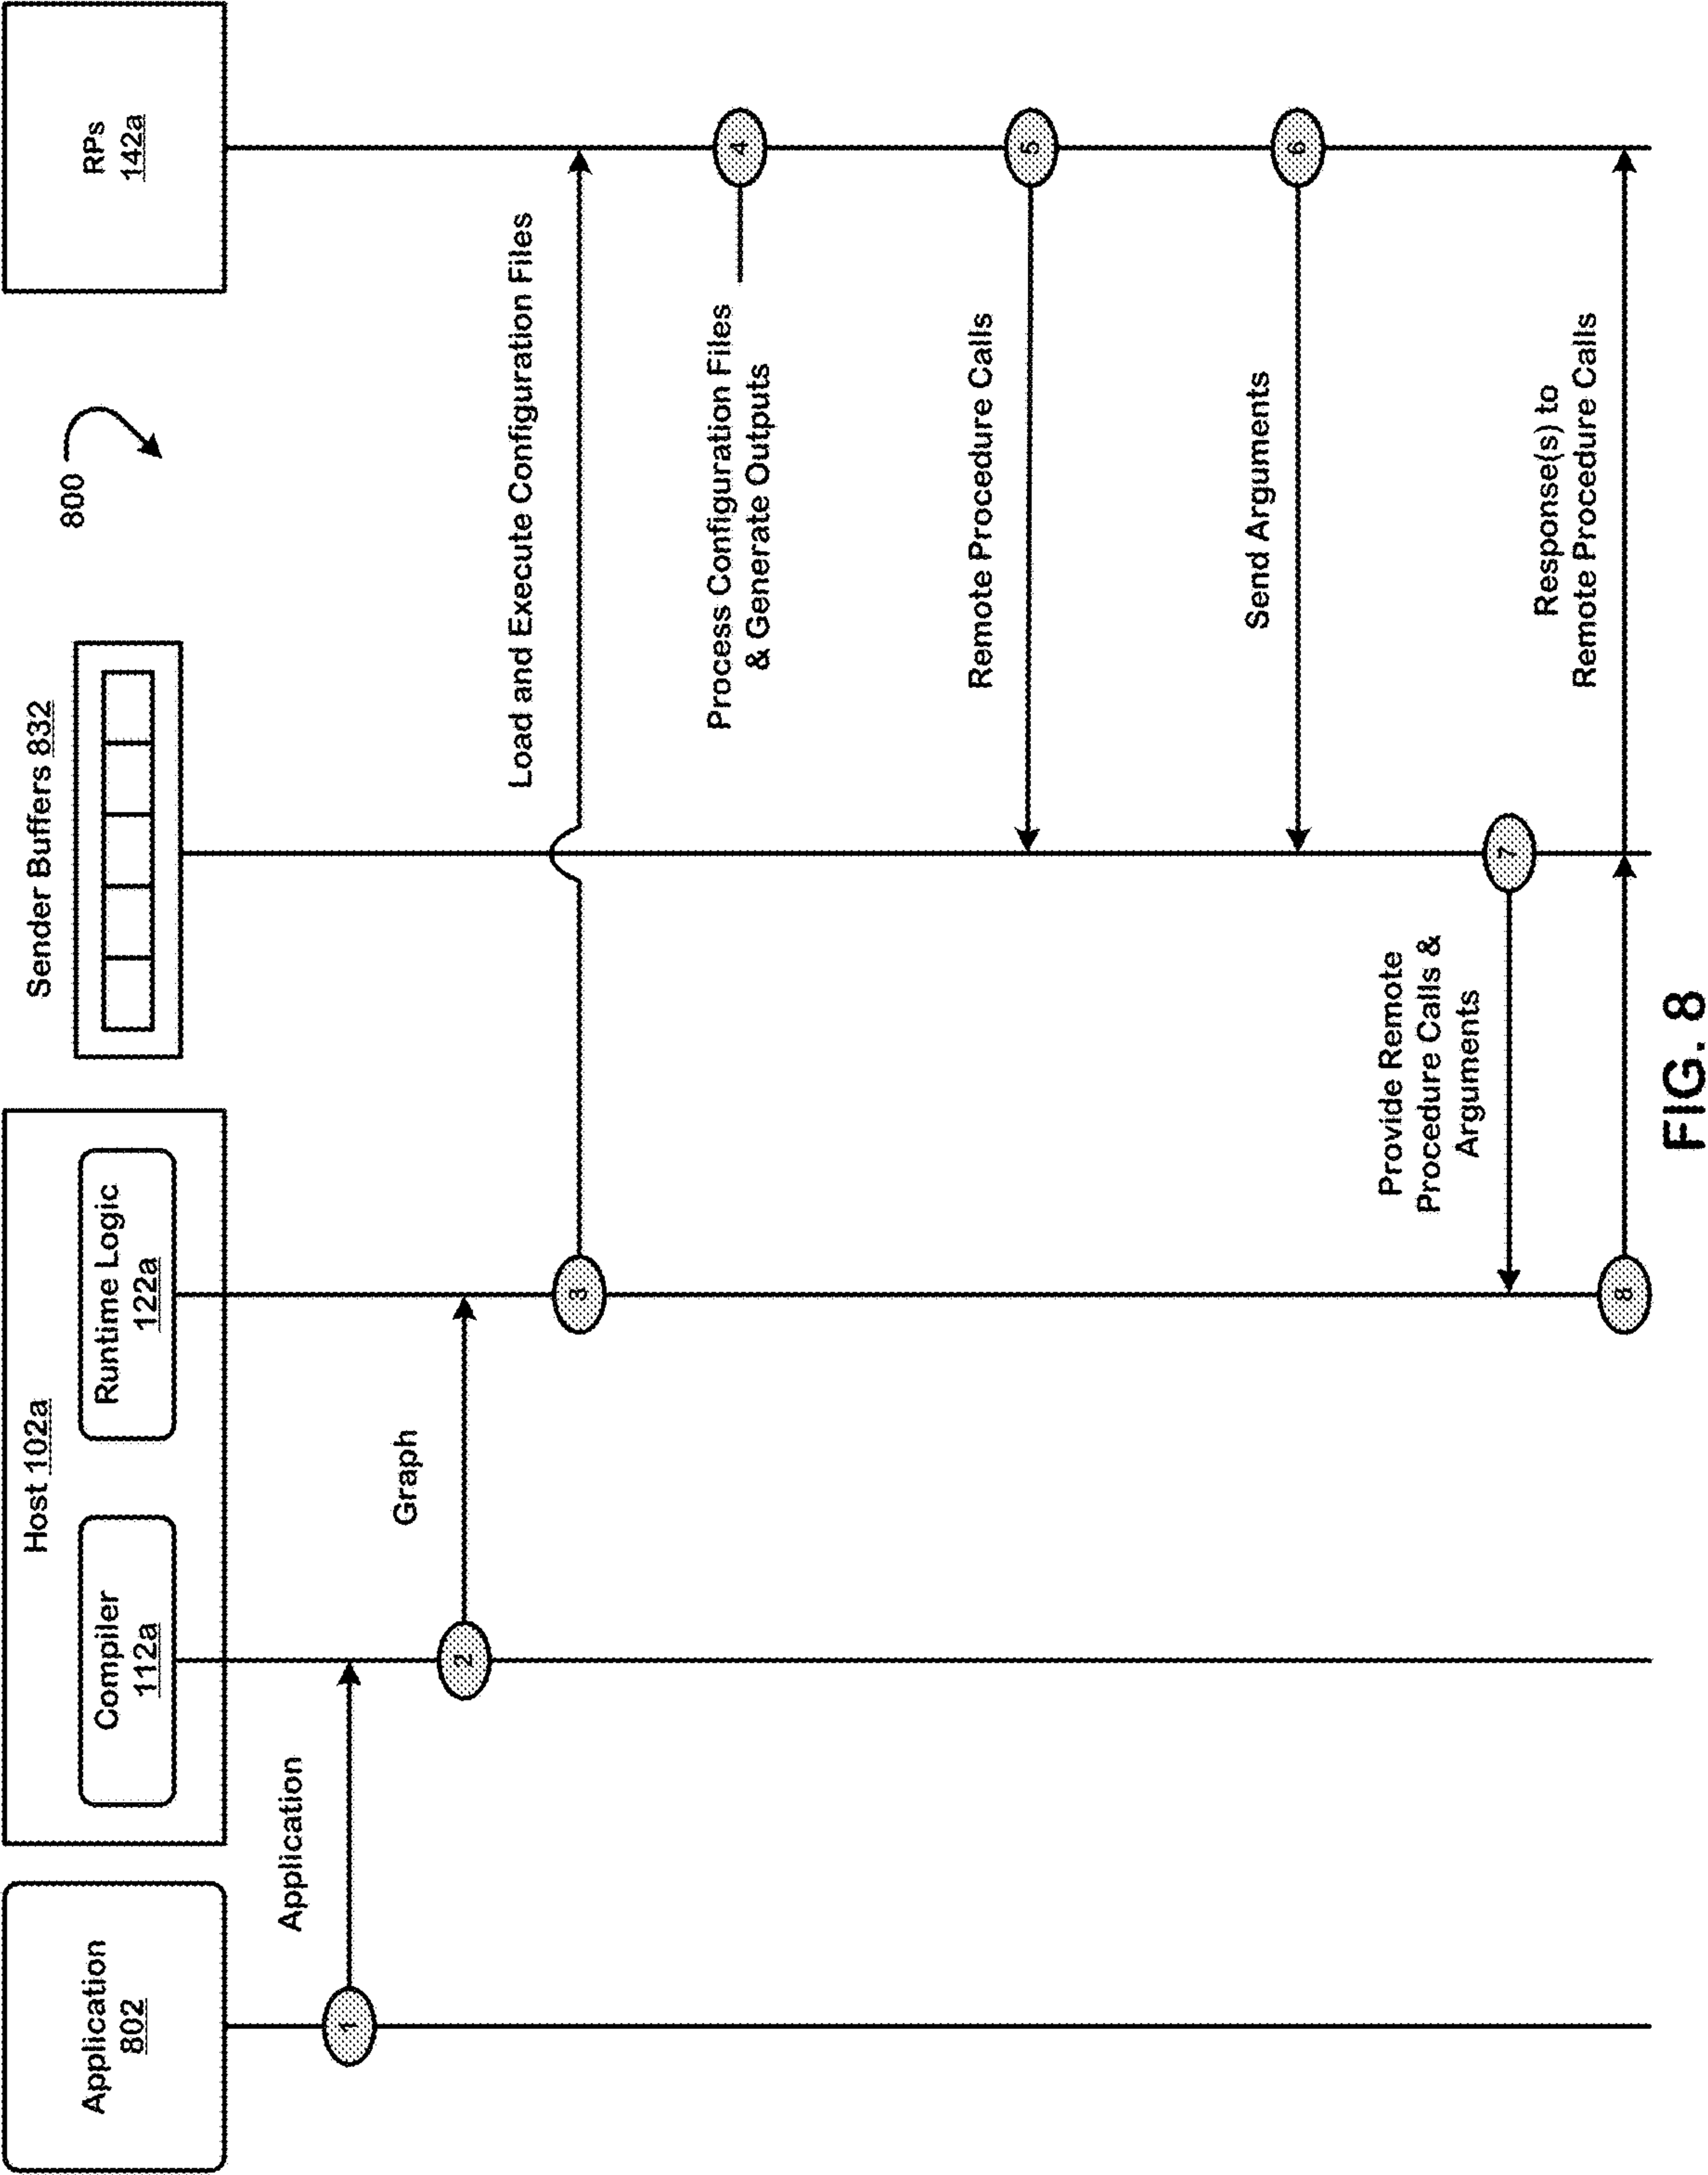 Application
802
Host 102a
Compiler
112a
Runtime Logic
122a
Sender Buffers 832
800
RPs
142a
1
Application
2
Graph
3
Load and Execute Configuration Files
4
Process Configuration Files
& Generate Outputs
5
Remote Procedure Calls
6
Send Arguments
7
Provide Remote
Procedure Calls &
Arguments
8
Response(s) to
Remote Procedure Calls
FIG. 8